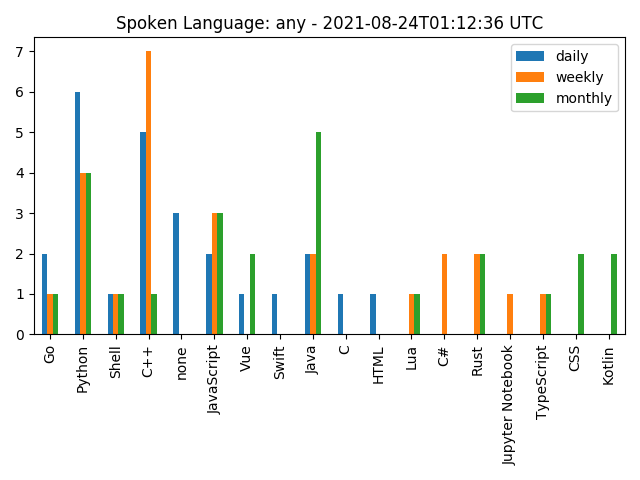 Spoken Language: any - 2021-08-24T01:12:36 UTC
daily
weekly
monthly
7
6
5
4
3
2
1
0
Go
Python
Shell
C++
none
JavaScript
Vue
Swift
Java
C
HTML
Lua
C#
Rust
Jupyter Notebook
TypeScript
CSS
Kotlin